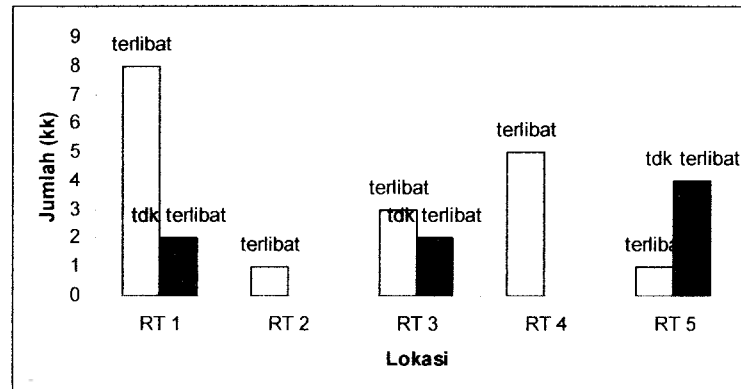 9
terlibat
8
7
6
terlibat
5
tdk terlibat
4
terlibat
3
tdk terlibat
tdk terlibat
2
terlibat
terlibat
1
0
RT 1
RT 2
RT 3
RT 4
RT 5
Jumlah (kk)
Lokasi